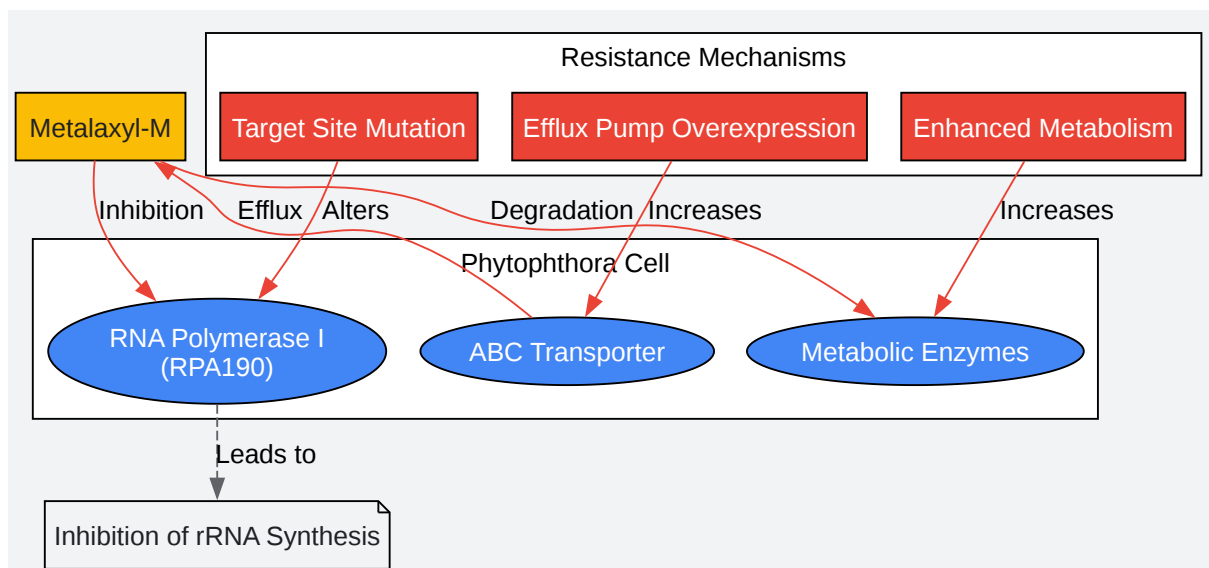 Resistance Mechanisms
Metalaxyl-M
Target Site Mutation
Efflux Pump Overexpression
Enhanced Metabolism
Inhibition
Efflux
Alters
Degradation
Increases
Increases
Phytophthora Cell
RNA Polymerase I
(RPA190)
ABC Transporter
Metabolic Enzymes
Leads to
Inhibition of rRNA Synthesis